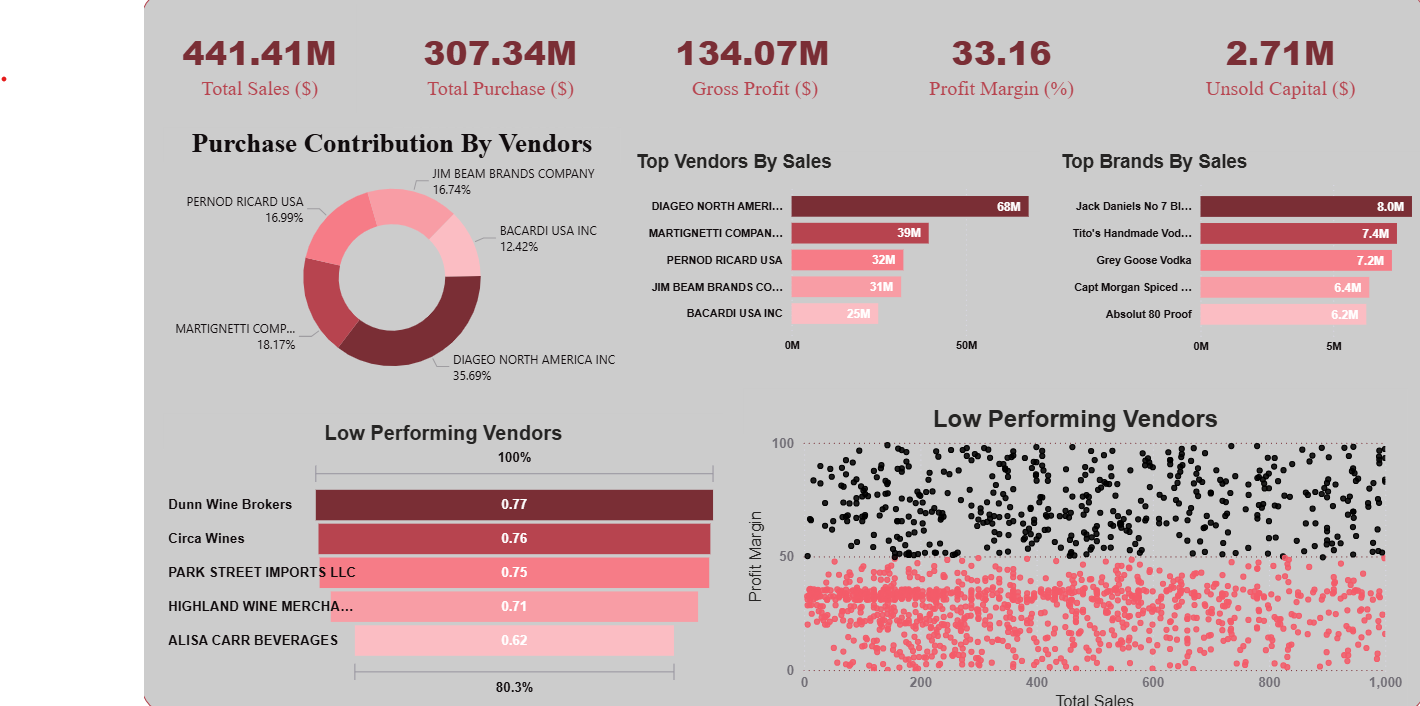 441.41M
Total Sales ($)
307.34M
Total Purchase ($)
134.07M
Gross Profit ($)
33.16
Profit Margin (%)
2.71M
Unsold Capital ($)
Purchase Contribution By Vendors
JIM BEAM BRANDS COMPANY
16.74%
PERNOD RICARD USA
16.99%
BACARDI USA INC
12.42%
MARTIGNETTI COMP...
18.17%
DIAGEO NORTH AMERICA INC
35.69%
Top Vendors By Sales
DIAGEO NORTH AMERI... 68M
MARTIGNETTI COMPAN... 39M
PERNOD RICARD USA 32M
JIM BEAM BRANDS CO... 31M
BACARDI USA INC 25M
0M 50M
Top Brands By Sales
Jack Daniels No 7 Bl... 8.0M
Tito's Handmade Vod... 7.4M
Grey Goose Vodka 7.2M
Capt Morgan Spiced ... 6.4M
Absolut 80 Proof 6.2M
0M 5M
Low Performing Vendors
100%
Dunn Wine Brokers 0.77
Circa Wines 0.76
PARK STREET IMPORTS LLC 0.75
HIGHLAND WINE MERCHA... 0.71
ALISA CARR BEVERAGES 0.62
80.3%
Low Performing Vendors
Profit Margin
100
50
0
0 200 400 600 800 1,000
Total Sales